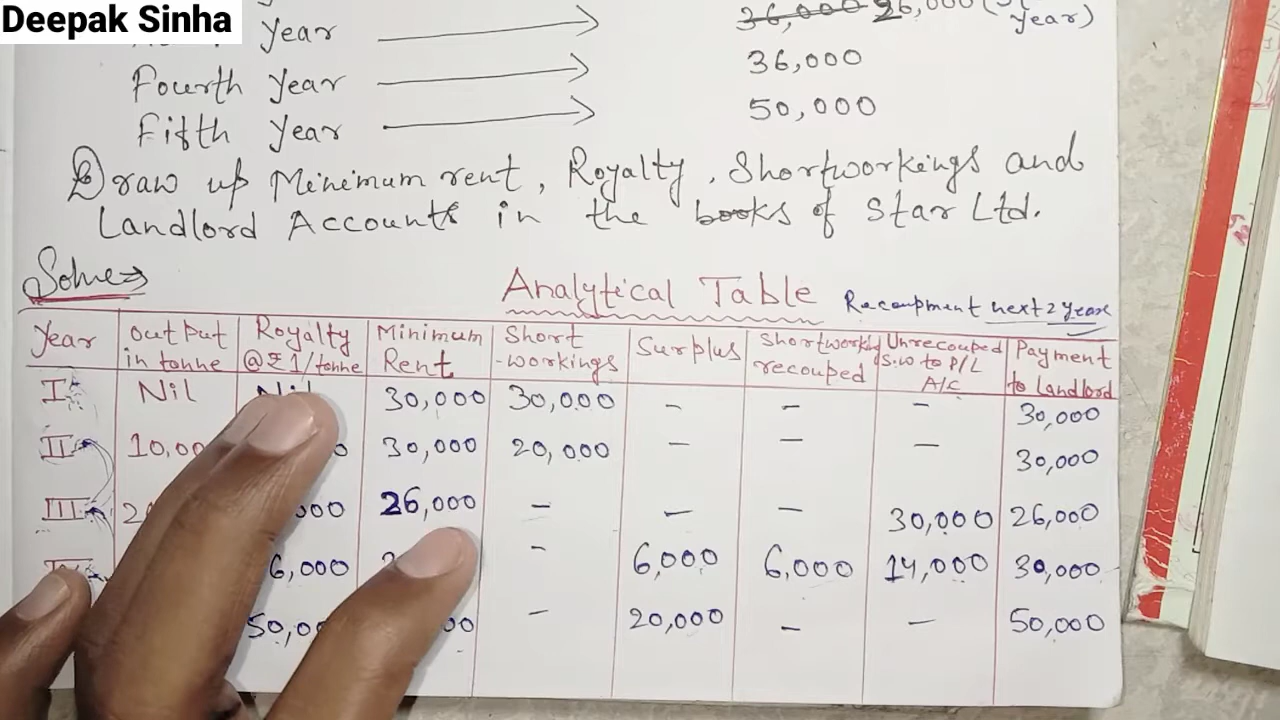 Deepak Sinha
Year 36,000 26,000 ( year)
Fourth Year 36,000
Fifth Year 50,000
Draw up Minimum rent, Royalty, Shortworkings and
Landlord Accounts in the books of Star Ltd.
Solve
Analytical Table Recoupment next 2 years
Year output in tonne Royalty @ ₹1/tonne Minimum Rent Short-workings Surplus Shortworking recouped Unrecouped S.W to P/L A/C Payment to Landlord
I Nil Nil 30,000 30,000 - - - 30,000
II 30,000 20,000 - - - 30,000
III 26,000 - - - 30,000 26,000
6,000 - 6,000 6,000 14,000 30,000
- 20,000 - - 50,000